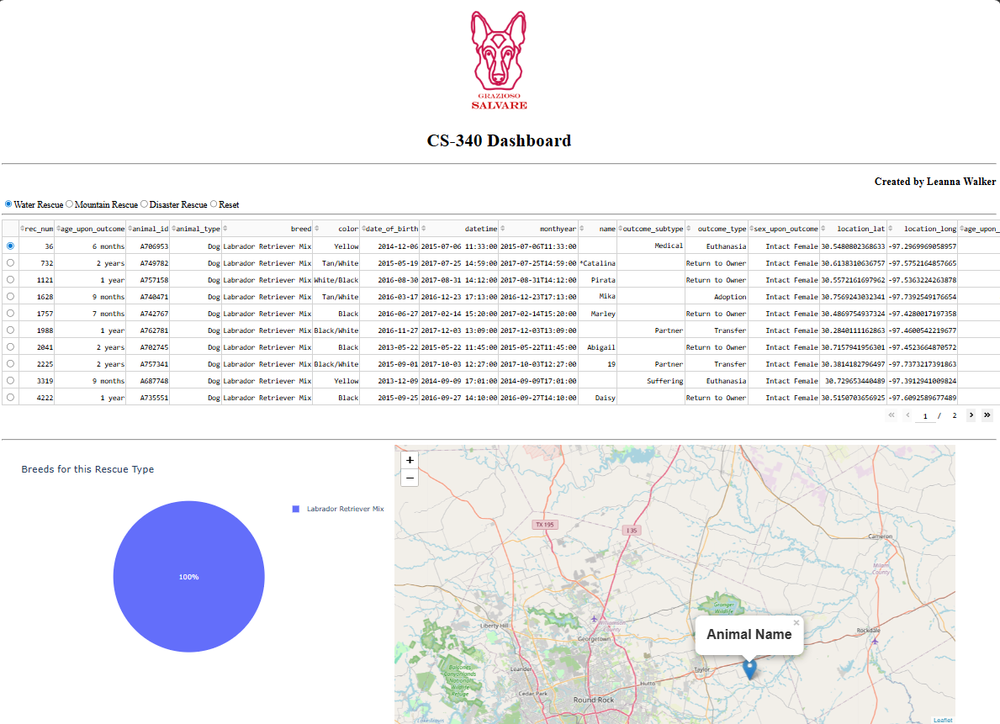 GRAZIOSO
SALVARE
CS-340 Dashboard
Created by Leanna Walker
Water Rescue Mountain Rescue Disaster Rescue Reset
rec_num age_upon_outcome animal_id animal_type breed color date_of_birth datetime monthyear name outcome_subtype outcome_type sex_upon_outcome location_lat location_long age_upon_
36 6 months A706953 Dog Labrador Retriever Mix Yellow 2014-12-06 2015-07-06 11:33:00 2015-07-06T11:33:00 Medical Euthanasia Intact Female 30.5480802368633 -97.2969969058957
732 2 years A749782 Dog Labrador Retriever Mix Tan/White 2015-05-19 2017-07-25 14:59:00 2017-07-25T14:59:00 *Catalina Return to Owner Intact Female 30.6138310636757 -97.5752164857665
1121 1 year A757158 Dog Labrador Retriever Mix White/Black 2016-08-30 2017-08-31 14:12:00 2017-08-31T14:12:00 Pirata Return to Owner Intact Female 30.5572161697962 -97.5363224263878
1628 9 months A740471 Dog Labrador Retriever Mix Tan/White 2016-03-17 2016-12-23 17:13:00 2016-12-23T17:13:00 Mika Adoption Intact Female 30.7569243032341 -97.7392549176654
1757 7 months A742767 Dog Labrador Retriever Mix Black 2016-06-27 2017-02-14 15:20:00 2017-02-14T15:20:00 Marley Return to Owner Intact Female 30.4869754937324 -97.4280017197358
1988 1 year A762781 Dog Labrador Retriever Mix Black/White 2016-11-27 2017-12-03 13:09:00 2017-12-03T13:09:00 Partner Transfer Intact Female 30.2840111162863 -97.4600542219677
2041 2 years A702745 Dog Labrador Retriever Mix Black 2013-05-22 2015-05-22 11:45:00 2015-05-22T11:45:00 Abigail Return to Owner Intact Female 30.7157941956301 -97.4523664870572
2225 2 years A757341 Dog Labrador Retriever Mix Black/White 2015-09-01 2017-10-03 12:27:00 2017-10-03T12:27:00 19 Partner Transfer Intact Female 30.3814182796497 -97.7373217391863
3319 9 months A687748 Dog Labrador Retriever Mix Yellow 2013-12-09 2014-09-09 17:01:00 2014-09-09T17:01:00 Suffering Euthanasia Intact Female 30.729653440489 -97.3912941009824
4222 1 year A735551 Dog Labrador Retriever Mix Black 2015-09-25 2016-09-27 14:10:00 2016-09-27T14:10:00 Daisy Return to Owner Intact Female 30.5150703656925 -97.6092589677489
1 / 2
Breeds for this Rescue Type
Labrador Retriever Mix
100%
+
−
TX 195
I 35
Cameron
Milam
County
Granger
Wildlife
Animal Name
×
Liberty Hill
Williamson
County
Georgetown
Rockdale
Balcones
Canyonlands
National
Wildlife
Refuge
Leander
Taylor
Hutto
Cedar Park
Round Rock
Lake Travis
Leaflet